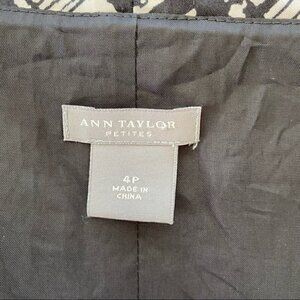 ANN TAYLOR
PETITES
4P
MADE IN
CHINA